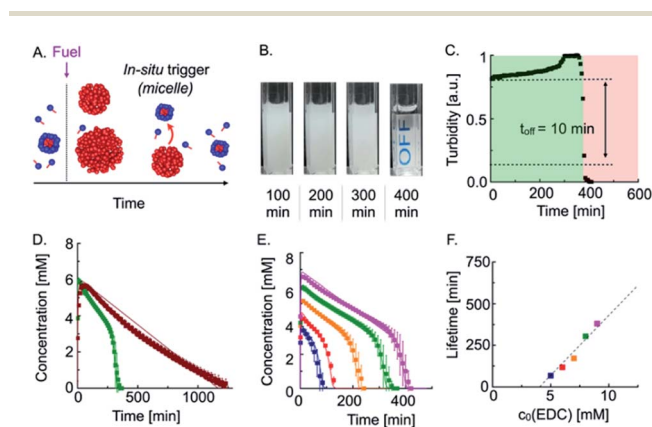 A.
Fuel
In-situ trigger
(micelle)
Time
B.
OFF
100 min
200 min
300 min
400 min
C.
Turbidity [a.u.]
1
0.5
0.0
toff = 10 min
0 200 400 600
Time [min]
D.
Concentration [mM]
8
6
4
2
0
0 500 1000
Time [min]
E.
Concentration [mM]
8
6
4
2
0
0 200 400
Time [min]
F.
Lifetime [min]
750
500
250
0
0 5 10
c₀(EDC) [mM]